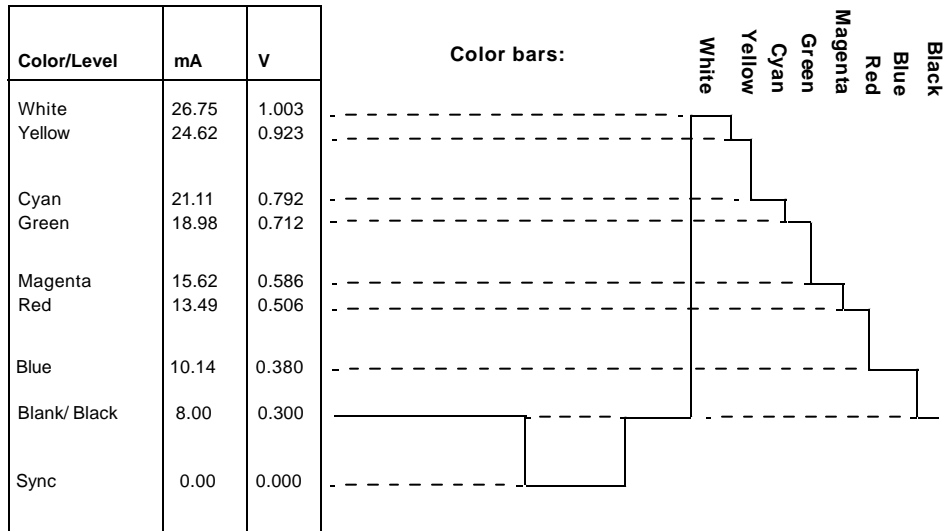 Color/Level mA V
White 26.75 1.003
Yellow 24.62 0.923
Cyan 21.11 0.792
Green 18.98 0.712
Magenta 15.62 0.586
Red 13.49 0.506
Blue 10.14 0.380
Blank/ Black 8.00 0.300
Sync 0.00 0.000
Color bars:
White
Yellow
Cyan
Green
Magenta
Red
Blue
Black